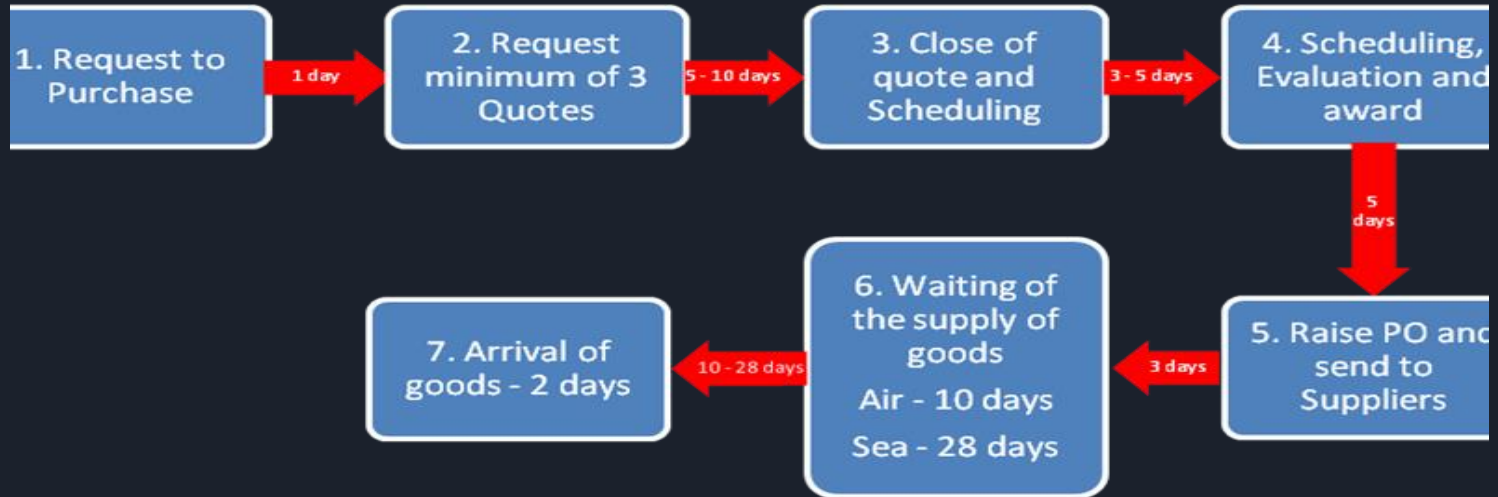 1. Request to
Purchase
1 day
2. Request
minimum of 3
Quotes
5 - 10 days
3. Close of
quote and
Scheduling
3 - 5 days
4. Scheduling,
Evaluation and
award
5
days
5. Raise PO and
send to
Suppliers
3 days
6. Waiting of
the supply of
goods
Air - 10 days
Sea - 28 days
10 - 28 days
7. Arrival of
goods - 2 days